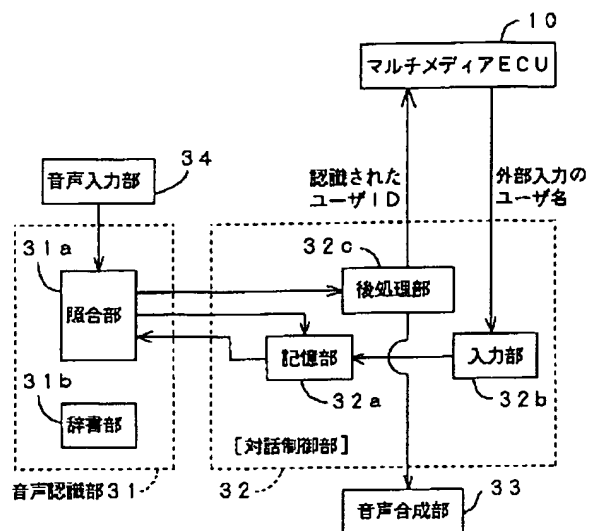 10
マルチメディアECU
34
音声入力部
認識された
ユーザID
外部入力の
ユーザ名
31a
32c
照合部
後処理部
記憶部
入力部
31b
32a
32b
辞書部
[対話制御部]
音声認識部31
32
33
音声合成部